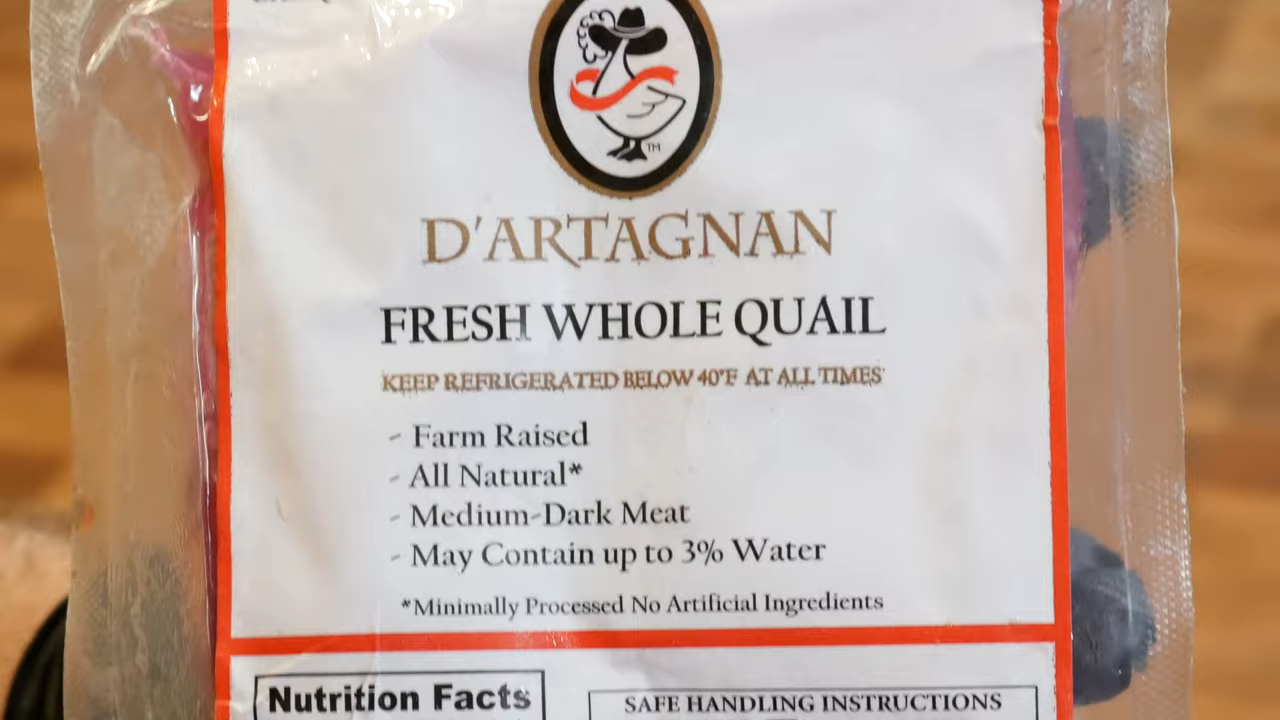 TM
D'ARTAGNAN
FRESH WHOLE QUAIL
KEEP REFRIGERATED BELOW 40°F AT ALL TIMES
- Farm Raised
- All Natural*
- Medium-Dark Meat
- May Contain up to 3% Water
*Minimally Processed No Artificial Ingredients
Nutrition Facts
SAFE HANDLING INSTRUCTIONS